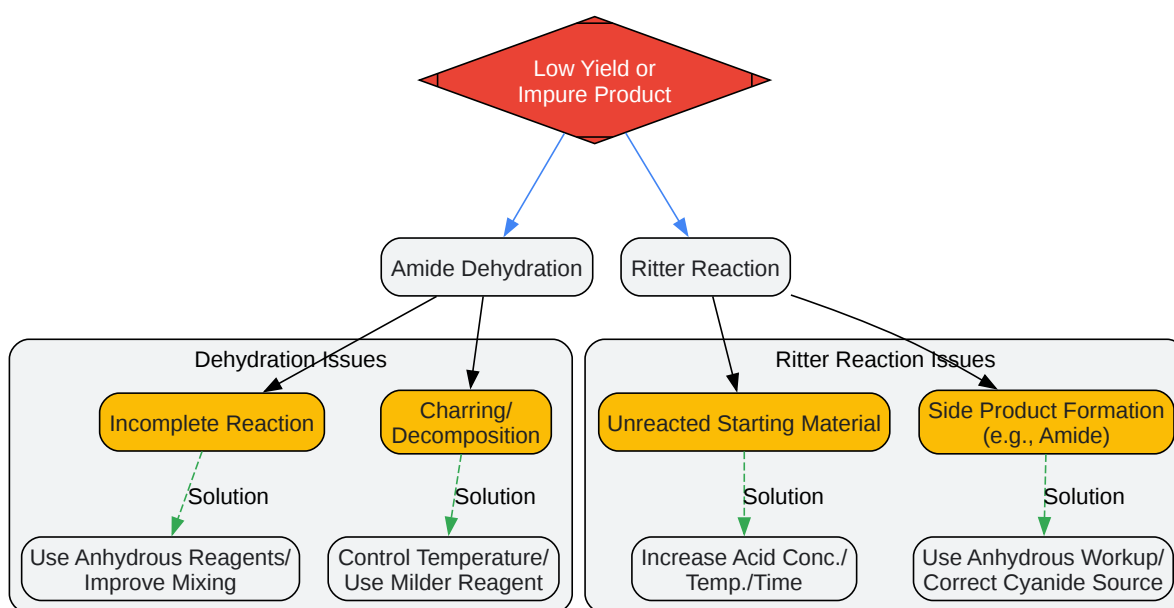 Low Yield or
Impure Product
Amide Dehydration
Ritter Reaction
Dehydration Issues
Ritter Reaction Issues
Incomplete Reaction
Charring/
Decomposition
Unreacted Starting Material
Side Product Formation
(e.g., Amide)
Solution
Solution
Solution
Solution
Use Anhydrous Reagents/
Improve Mixing
Control Temperature/
Use Milder Reagent
Increase Acid Conc./
Temp./Time
Use Anhydrous Workup/
Correct Cyanide Source